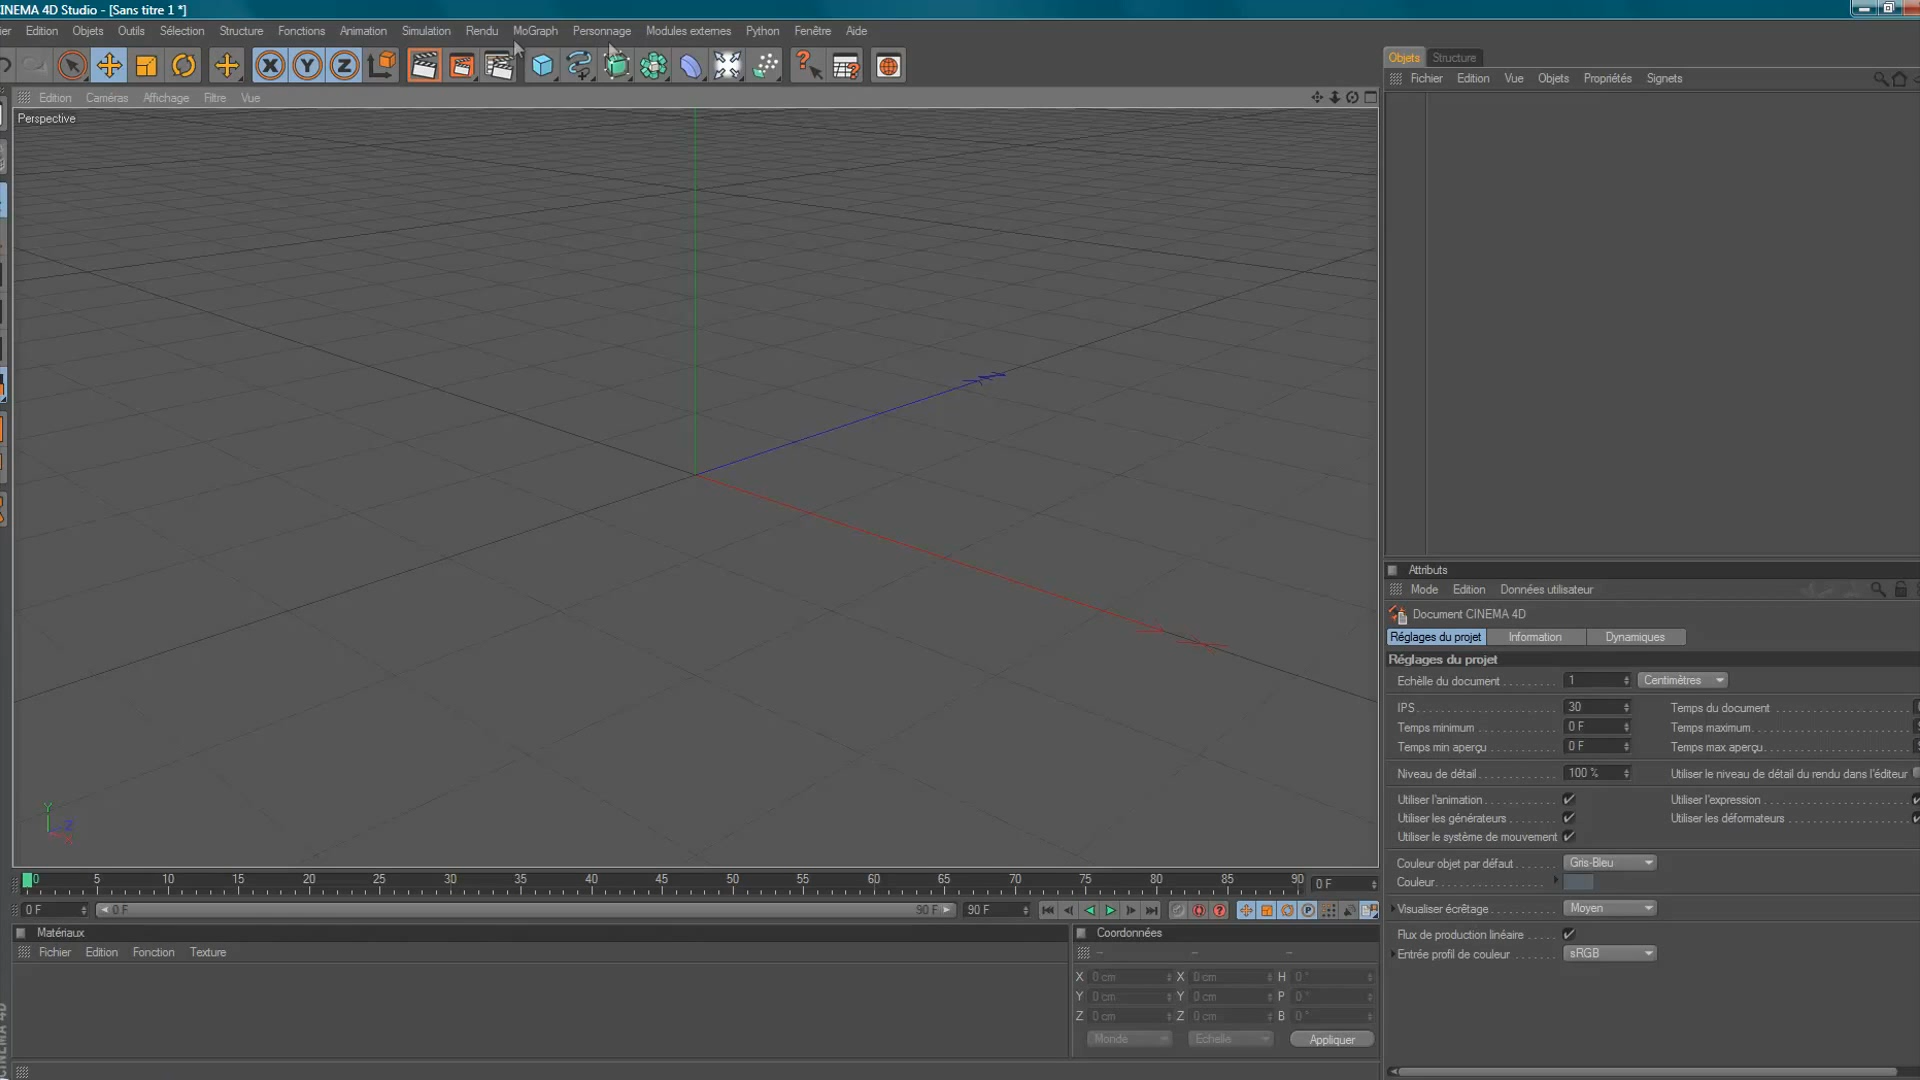 CINEMA 4D Studio - [Sans titre 1 *]
Edition Objets Outils Sélection Structure Fonctions Animation Simulation Rendu MoGraph Personnage Modules externes Python Fenêtre Aide
X Y Z
Edition Caméras Affichage Filtre Vue
Perspective
Y
Z
X
0 5 10 15 20 25 30 35 40 45 50 55 60 65 70 75 80 85 90 0 F
0 F 0 F 90 F 90 F
Matériaux
Fichier Edition Fonction Texture
Coordonnées
X 0 cm X 0 cm H 0 °
Y 0 cm Y 0 cm P 0 °
Z 0 cm Z 0 cm B 0 °
Monde Echelle Appliquer
CINEMA 4D
Objets Structure
Fichier Edition Vue Objets Propriétés Signets
Attributs
Mode Edition Données utilisateur
Document CINEMA 4D
Réglages du projet Information Dynamiques
Réglages du projet
Echèlle du document 1 Centimètres
IPS 30 Temps du document
Temps minimum 0 F Temps maximum
Temps min aperçu 0 F Temps max aperçu
Niveau de détail 100 % Utiliser le niveau de détail du rendu dans l'éditeur
Utiliser l'animation Utiliser l'expression
Utiliser les générateurs Utiliser les déformateurs
Utiliser le système de mouvement
Couleur objet par défaut Gris-Bleu
Couleur
Visualiser écrêtage Moyen
Flux de production linéaire
Entrée profil de couleur sRGB